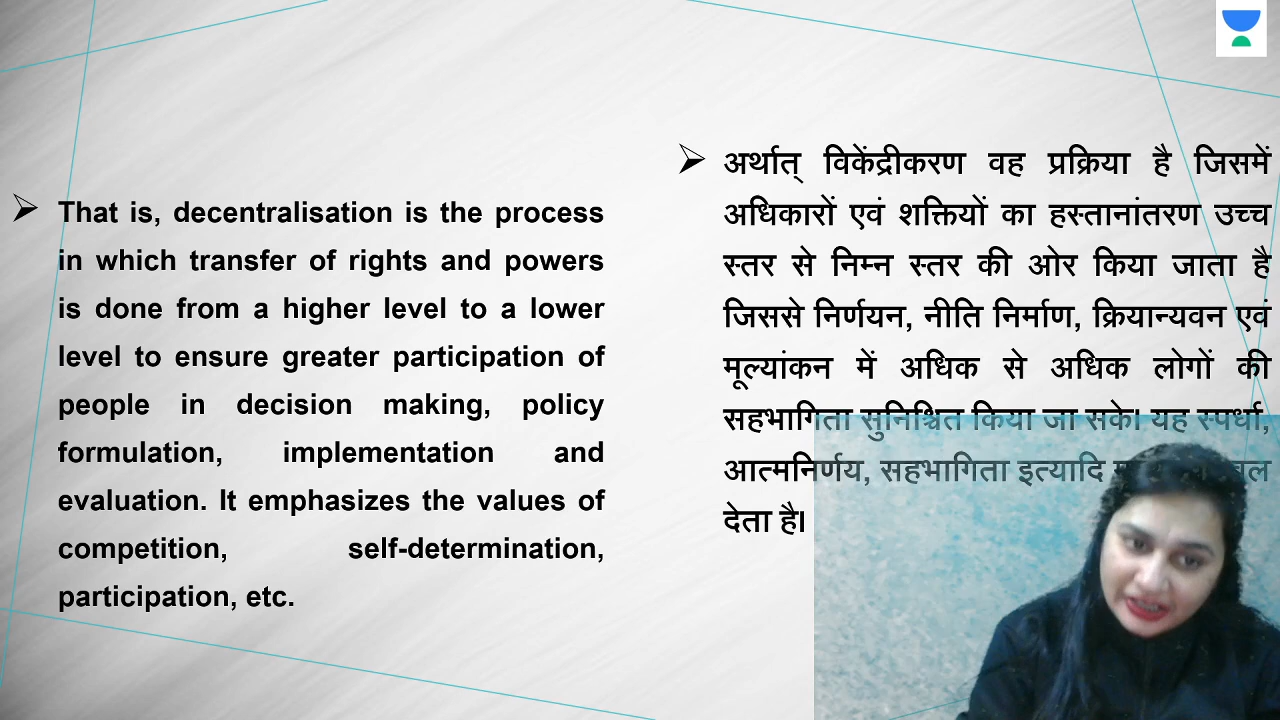 That is, decentralisation is the process
in which transfer of rights and powers
is done from a higher level to a lower
level to ensure greater participation of
people in decision making, policy
formulation, implementation and
evaluation. It emphasizes the values of
competition, self-determination,
participation, etc.
अर्थात् विकेंद्रीकरण वह प्रक्रिया है जिसमें
अधिकारों एवं शक्तियों का हस्तानांतरण उच्च
स्तर से निम्न स्तर की ओर किया जाता है
जिससे निर्णयन, नीति निर्माण, क्रियान्यवन एवं
मूल्यांकन में अधिक से अधिक लोगों की
सहभागिता सुनिश्चित किया जा सके। यह स्पर्धा,
आत्मनिर्णय, सहभागिता इत्यादि
देता है।